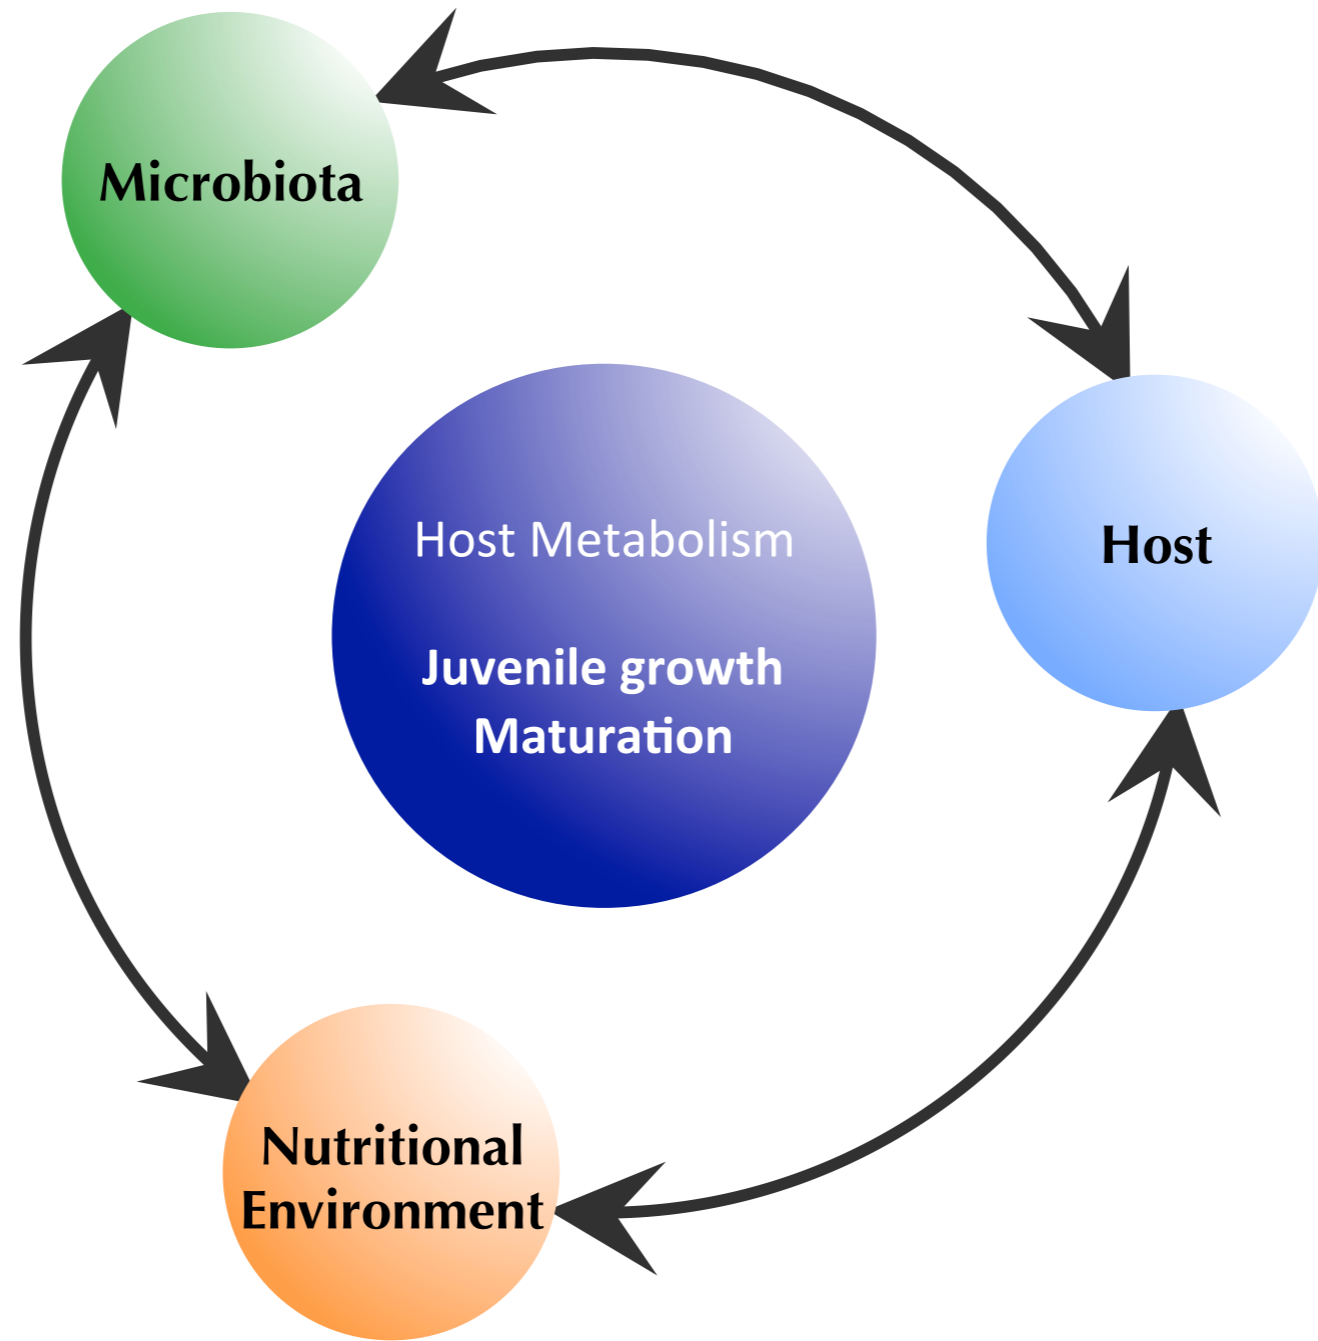 Microbiota
Host Metabolism
Host
Juvenile growth
Maturation
Nutritional
Environment